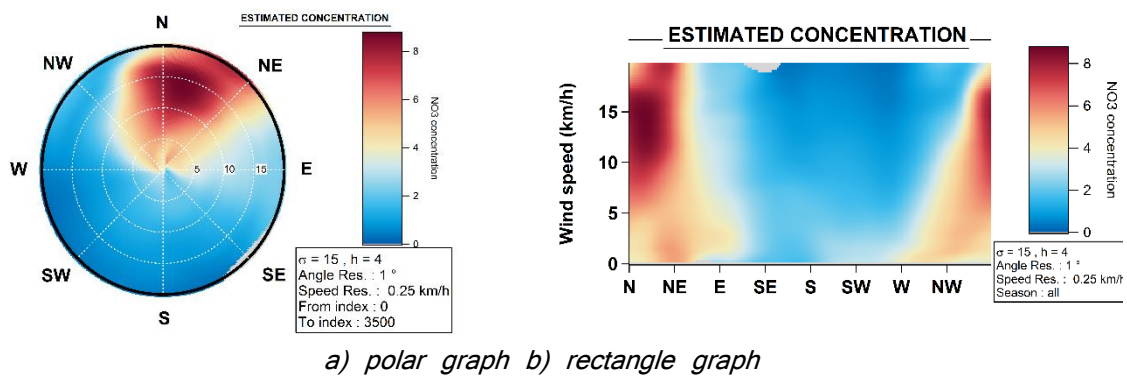 ESTIMATED CONCENTRATION
N
NE
E
SE
S
SW
W
NW
5
10
15
8
6
4
2
0
NO3 concentration
σ = 15 , h = 4
Angle Res. : 1 °
Speed Res. : 0.25 km/h
From index : 0
To index : 3500
ESTIMATED CONCENTRATION
Wind speed (km/h)
15
10
5
0
N NE E SE S SW W NW
8
6
4
2
0
NO3 concentration
σ = 15 , h = 4
Angle Res. : 1 °
Speed Res. : 0.25 km/h
Season : all
a) polar graph b) rectangle graph